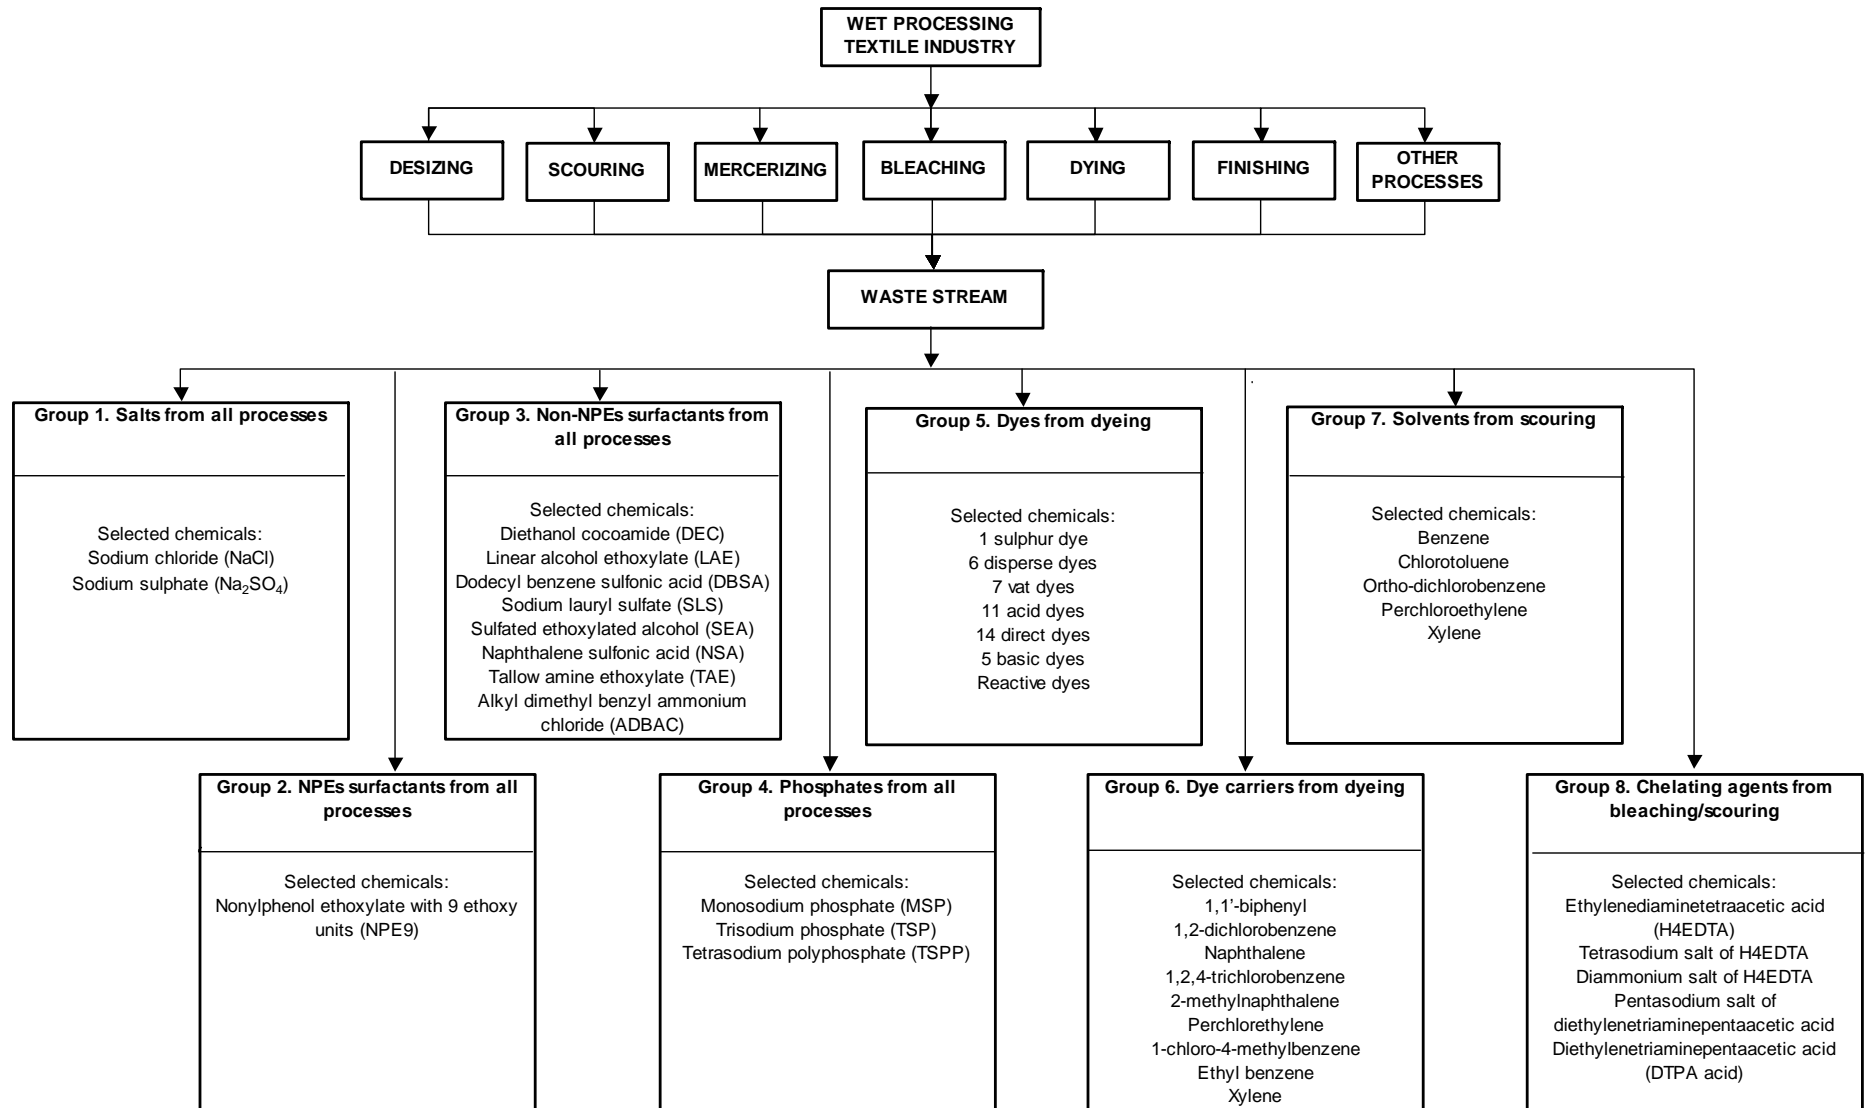 WET PROCESSING
TEXTILE INDUSTRY
DESIZING
SCOURING
MERCERIZING
BLEACHING
DYING
FINISHING
OTHER
PROCESSES
WASTE STREAM
Group 1. Salts from all processes
Selected chemicals:
Sodium chloride (NaCl)
Sodium sulphate (Na₂SO₄)
Group 3. Non-NPEs surfactants from
all processes
Selected chemicals:
Diethanol cocoamide (DEC)
Linear alcohol ethoxylate (LAE)
Dodecyl benzene sulfonic acid (DBSA)
Sodium lauryl sulfate (SLS)
Sulfated ethoxylated alcohol (SEA)
Naphthalene sulfonic acid (NSA)
Tallow amine ethoxylate (TAE)
Alkyl dimethyl benzyl ammonium
chloride (ADBAC)
Group 5. Dyes from dyeing
Selected chemicals:
1 sulphur dye
6 disperse dyes
7 vat dyes
11 acid dyes
14 direct dyes
5 basic dyes
Reactive dyes
Group 7. Solvents from scouring
Selected chemicals:
Benzene
Chlorotoluene
Ortho-dichlorobenzene
Perchloroethylene
Xylene
Group 2. NPEs surfactants from all
processes
Selected chemicals:
Nonylphenol ethoxylate with 9 ethoxy
units (NPE9)
Group 4. Phosphates from all
processes
Selected chemicals:
Monosodium phosphate (MSP)
Trisodium phosphate (TSP)
Tetrasodium polyphosphate (TSPP)
Group 6. Dye carriers from dyeing
Selected chemicals:
1,1’-biphenyl
1,2-dichlorobenzene
Naphthalene
1,2,4-trichlorobenzene
2-methylnaphthalene
Perchlorethylene
1-chloro-4-methylbenzene
Ethyl benzene
Xylene
Group 8. Chelating agents from
bleaching/scouring
Selected chemicals:
Ethylenediaminetetraacetic acid
(H4EDTA)
Tetrasodium salt of H4EDTA
Diammonium salt of H4EDTA
Pentasodium salt of
diethylenetriaminepentaacetic acid
Diethylenetriaminepentaacetic acid
(DTPA acid)